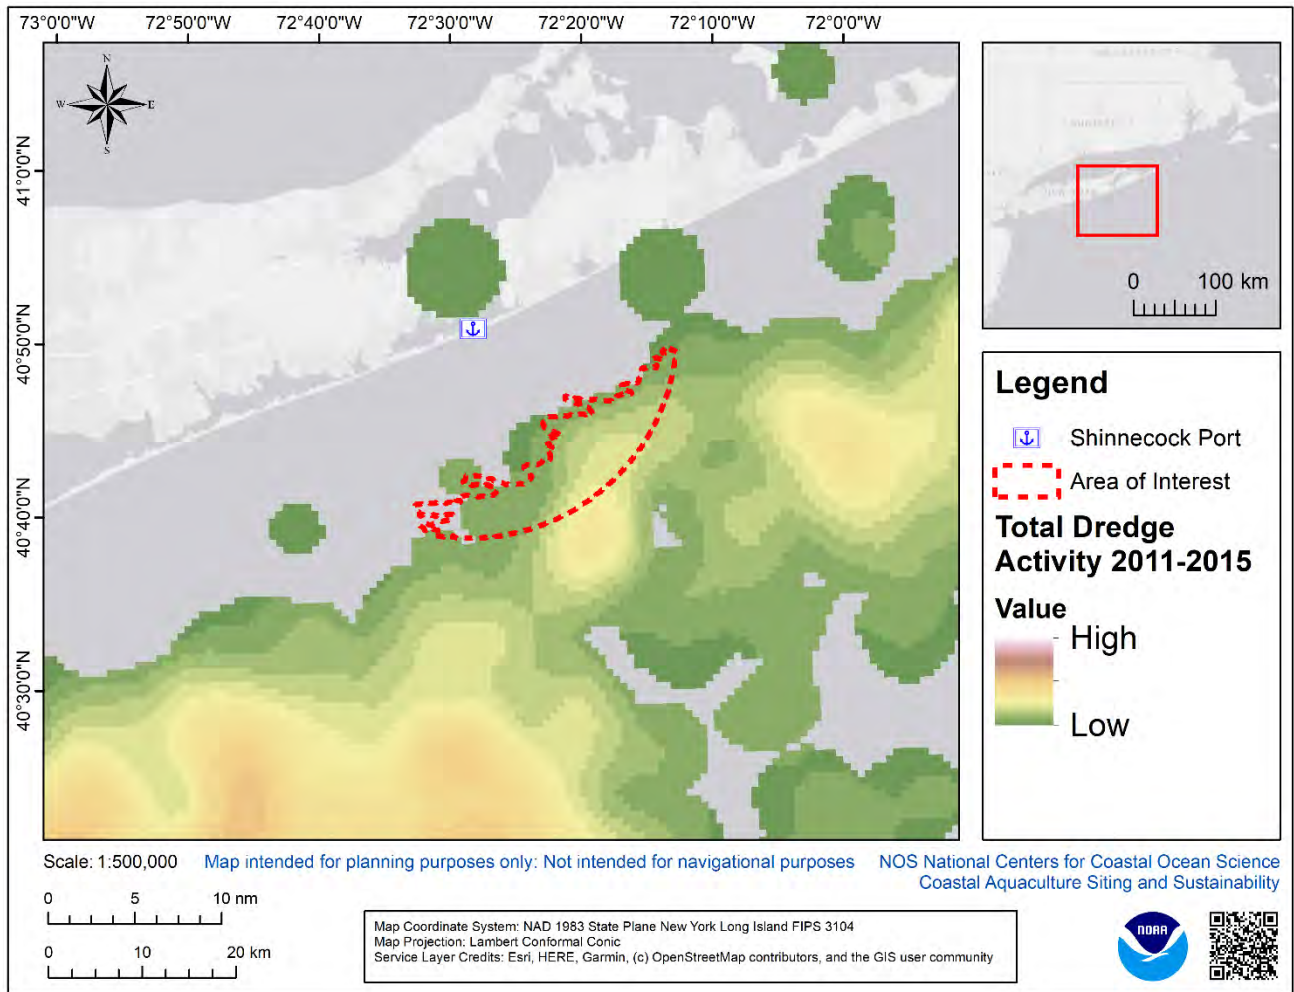 73°0'0"W 72°50'0"W 72°40'0"W 72°30'0"W 72°20'0"W 72°10'0"W 72°0'0"W
N
W E
S
41°0'0"N
40°50'0"N
40°40'0"N
40°30'0"N
0 100 km
Legend
Shinnecock Port
Area of Interest
Total Dredge
Activity 2011-2015
Value
High
Low
Scale: 1:500,000 Map intended for planning purposes only: Not intended for navigational purposes NOS National Centers for Coastal Ocean Science
Coastal Aquaculture Siting and Sustainability
0 5 10 nm
0 10 20 km
Map Coordinate System: NAD 1983 State Plane New York Long Island FIPS 3104
Map Projection: Lambert Conformal Conic
Service Layer Credits: Esri, HERE, Garmin, (c) OpenStreetMap contributors, and the GIS user community
NOAA